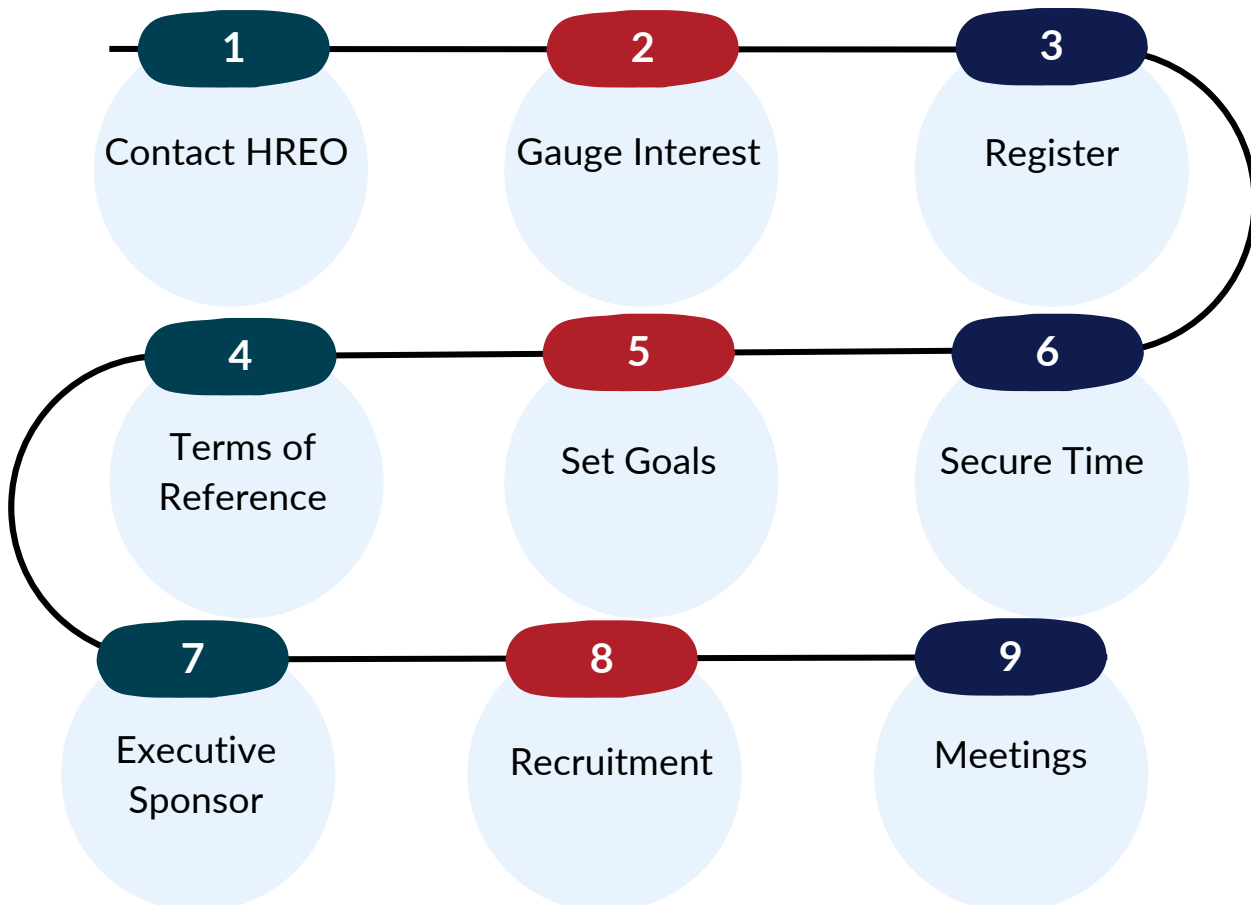 1
Contact HREO
2
Gauge Interest
3
Register
4
Terms of
Reference
5
Set Goals
6
Secure Time
7
Executive
Sponsor
8
Recruitment
9
Meetings